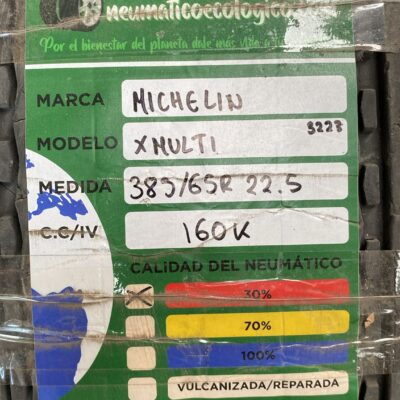 neumaticoecologico
Por el bienestar del planeta dale más vida
MARCA MICHELIN
3223
MODELO X MULTI
MEDIDA 385/65R 22.5
C.C/IV 160K
CALIDAD DEL NEUMÁTICO
X 30%
70%
100%
VULCANIZADA/REPARADA